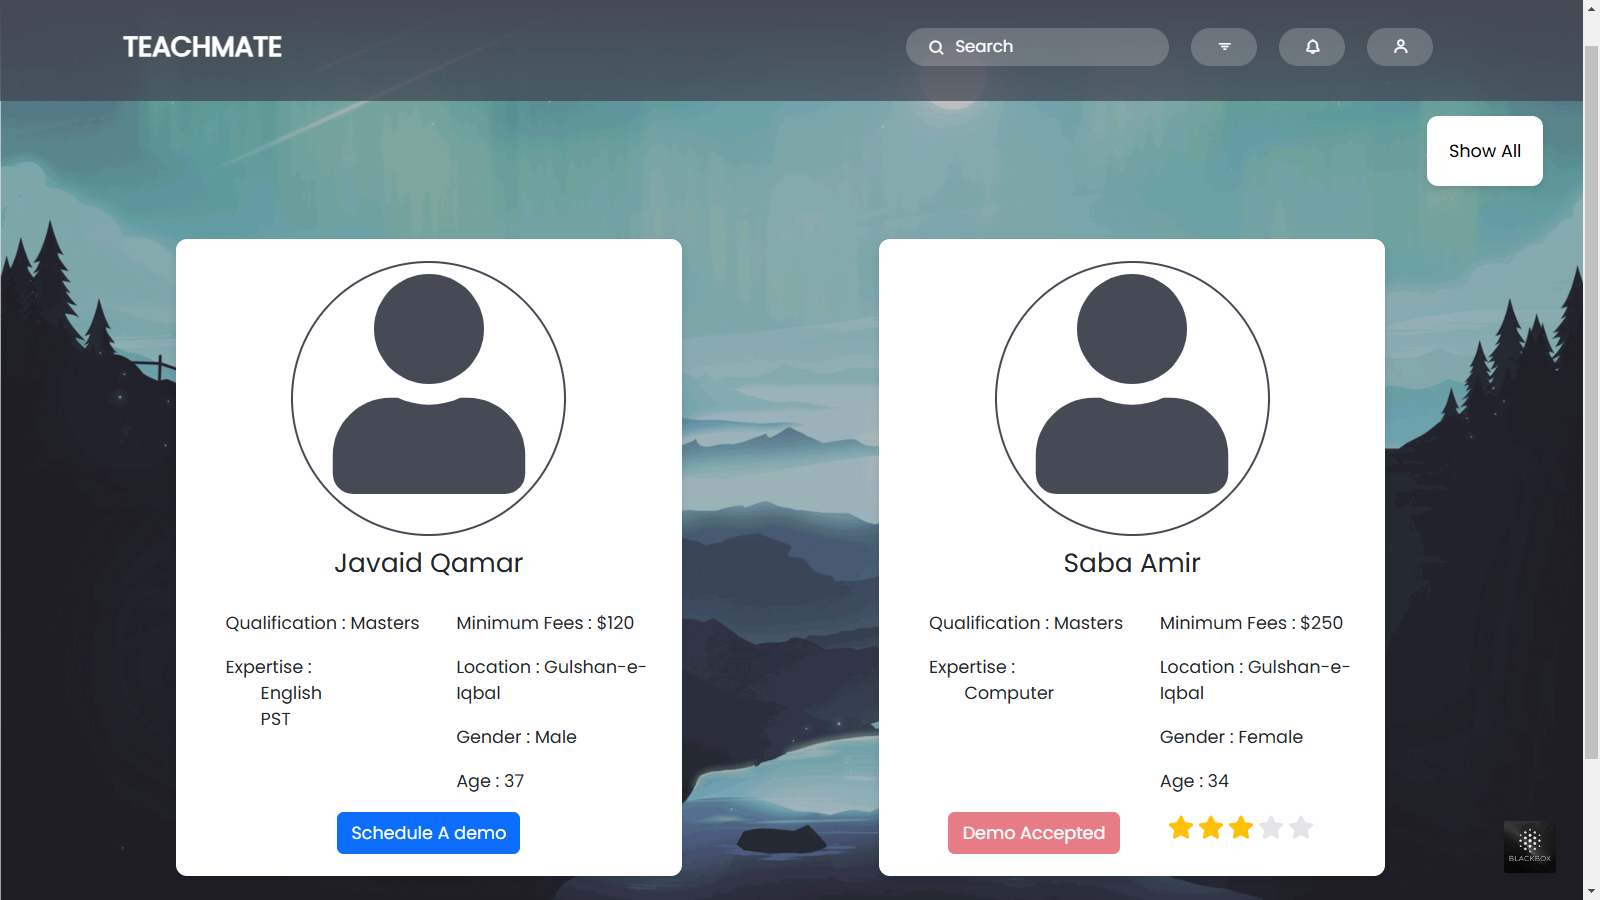 TEACHMATE
Search
Show All
Javaid Qamar
Qualification : Masters
Expertise :
English
PST
Minimum Fees : $120
Location : Gulshan-e-
Iqbal
Gender : Male
Age : 37
Schedule A demo
Saba Amir
Qualification : Masters
Expertise :
Computer
Minimum Fees : $250
Location : Gulshan-e-
Iqbal
Gender : Female
Age : 34
Demo Accepted
BLACKBOX